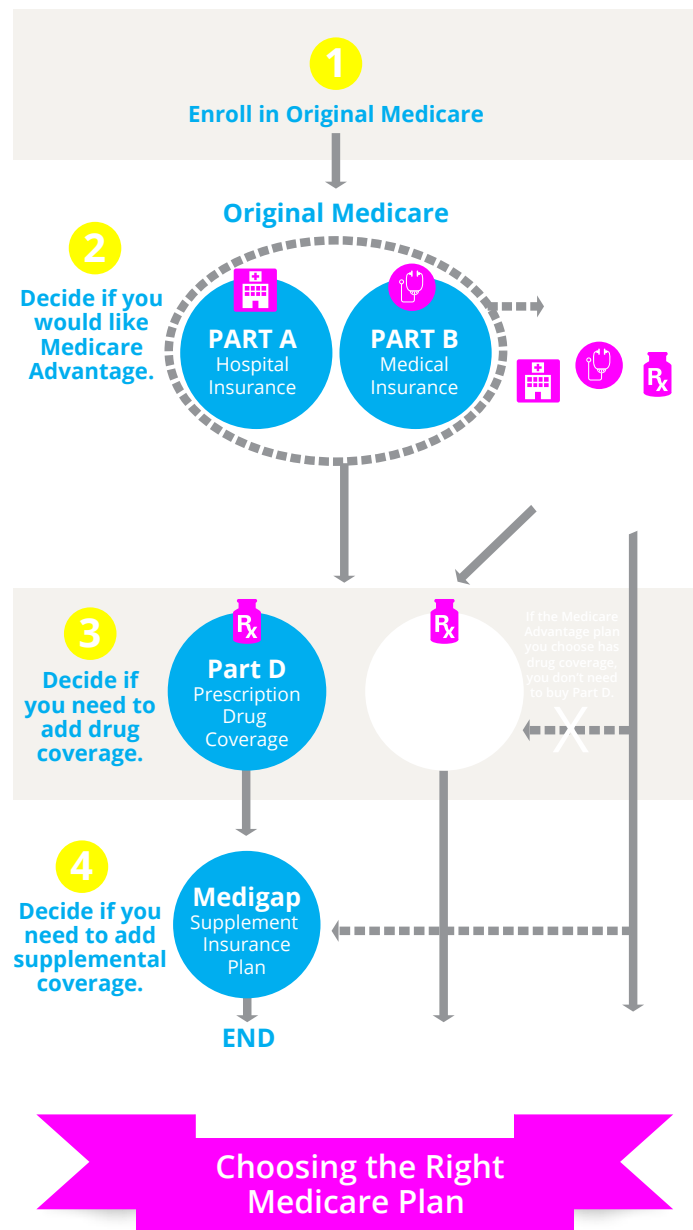 1
Enroll in Original Medicare
Original Medicare
2
Decide if you
would like
Medicare
Advantage.
PART A
Hospital
Insurance
PART B
Medical
Insurance
Rx
3
Decide if
you need to
add drug
coverage.
Rx
Part D
Prescription
Drug
Coverage
Rx
If the Medicare
Advantage plan
you choose has
drug coverage,
you don't need
to buy Part D.
X
4
Decide if you
need to add
supplemental
coverage.
Medigap
Supplement
Insurance
Plan
END
Choosing the Right
Medicare Plan